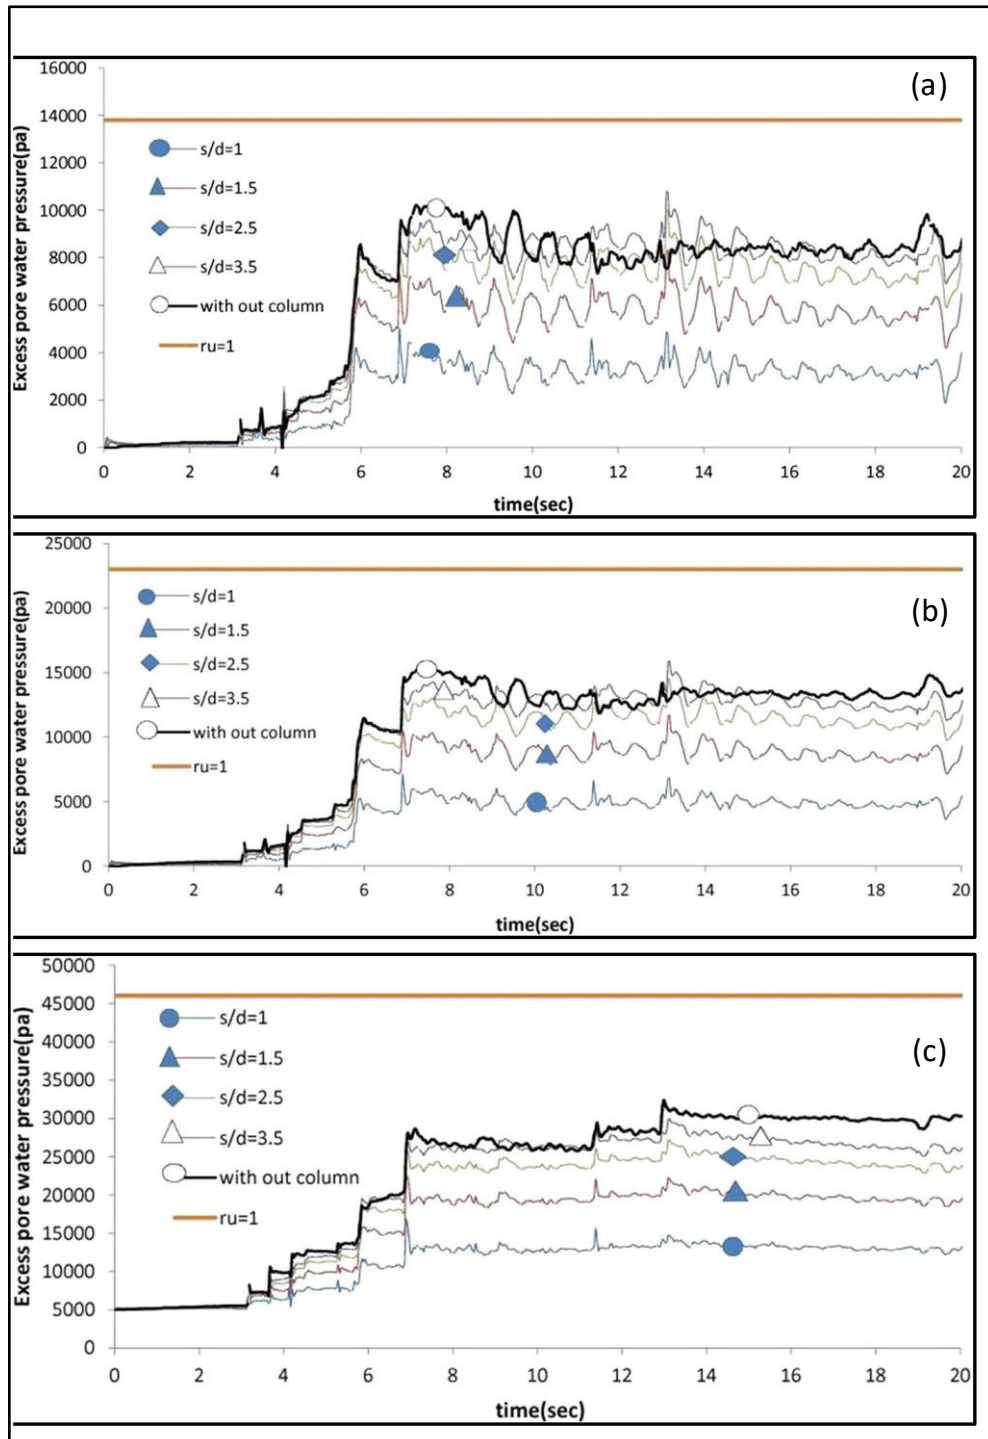 (a)
Excess pore water pressure(pa)
16000
14000
12000
10000
8000
6000
4000
2000
0
s/d=1
s/d=1.5
s/d=2.5
s/d=3.5
with out column
ru=1
0 2 4 6 8 10 12 14 16 18 20
time(sec)
(b)
Excess pore water pressure(pa)
25000
20000
15000
10000
5000
0
s/d=1
s/d=1.5
s/d=2.5
s/d=3.5
with out column
ru=1
0 2 4 6 8 10 12 14 16 18 20
time(sec)
(c)
Excess pore water pressure(pa)
50000
45000
40000
35000
30000
25000
20000
15000
10000
5000
0
s/d=1
s/d=1.5
s/d=2.5
s/d=3.5
with out column
ru=1
0 2 4 6 8 10 12 14 16 18 20
time(sec)